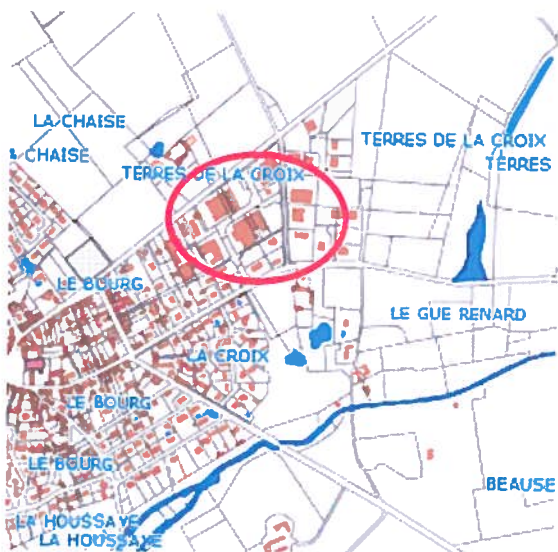 LA CHAISE
CHAISE
TERRES DE LA CROIX
TERRES
TERRES DE LA CROIX
LE BOURG
LE GUE RENARD
LA CROIX
LE BOURG
LE BOURG
BEAUSE
LA HOUSSAYE
LA HOUSSAYE